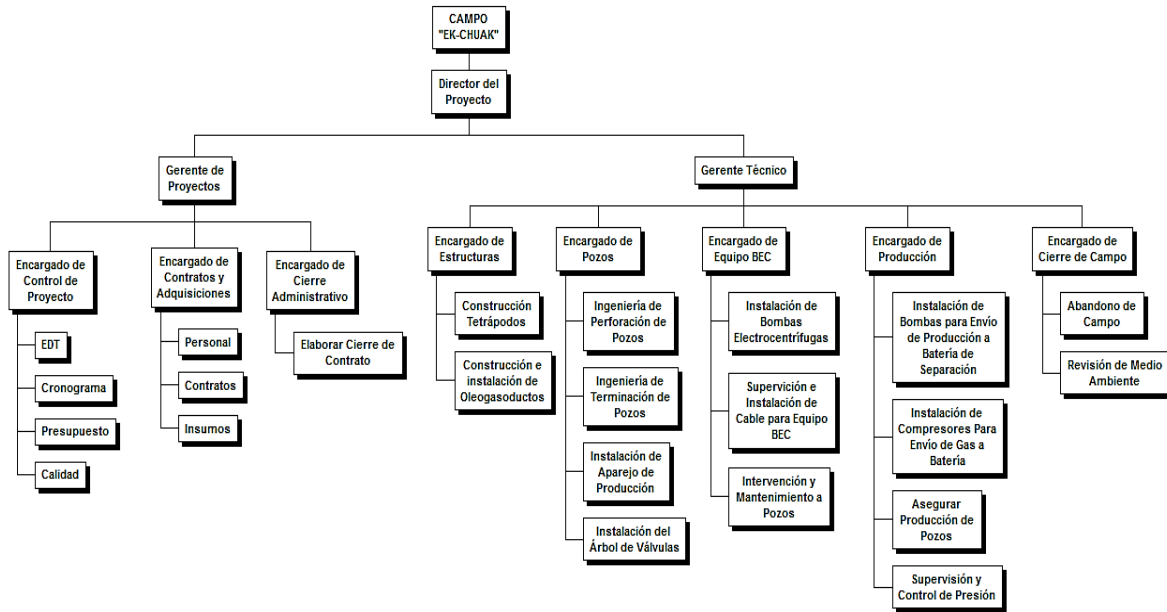 CAMPO
"EK-CHUAK"
Director del
Proyecto
Gerente de
Proyectos
Gerente Técnico
Encargado de
Control de
Proyecto
Encargado de
Contratos y
Adquisiciones
Encargado de
Cierre
Administrativo
Encargado de
Estructuras
Encargado de
Pozos
Encargado de
Equipo BEC
Encargado de
Producción
Encargado de
Cierre de Campo
EDT
Cronograma
Presupuesto
Calidad
Personal
Contratos
Insumos
Elaborar Cierre de
Contrato
Construcción
Tetrápodos
Construcción e
instalación de
Oleogasoductos
Ingeniería de
Perforación de
Pozos
Ingeniería de
Terminación de
Pozos
Instalación de
Aparejo de
Producción
Instalación del
Árbol de Válvulas
Instalación de
Bombas
Electrocentrífugas
Supervición e
Instalación de
Cable para Equipo
BEC
Intervención y
Mantenimiento a
Pozos
Instalación de
Bombas para Envío
de Producción a
Batería de
Separación
Instalación de
Compresores Para
Envío de Gas a
Batería
Asegurar
Producción de
Pozos
Supervisión y
Control de Presión
Abandono de
Campo
Revisión de Medio
Ambiente